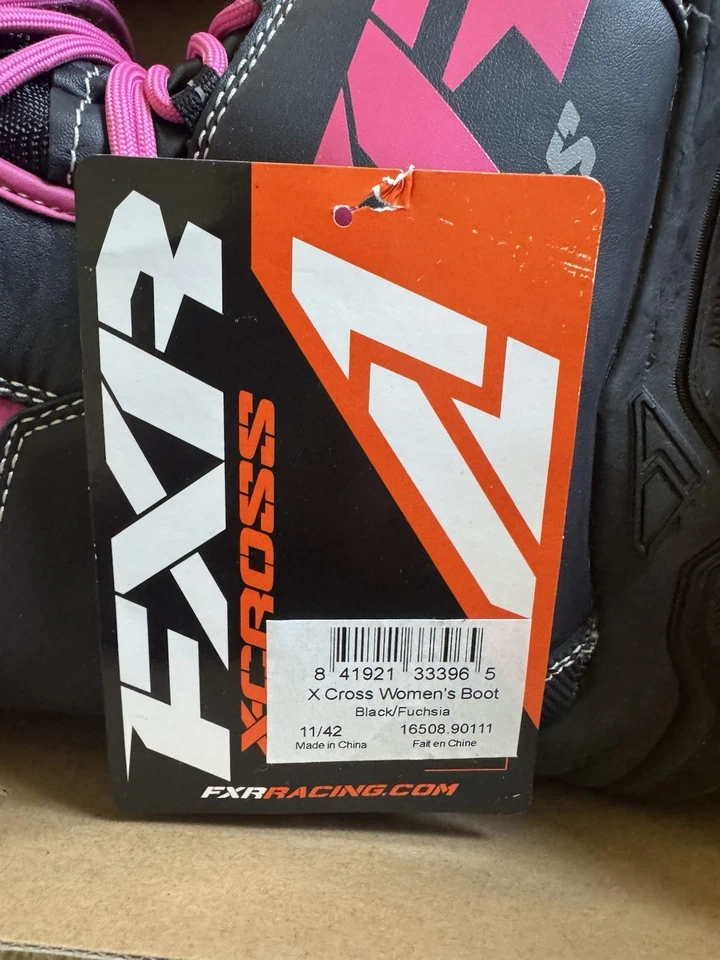 FXR
XCROSS
8 41921 33396 5
X Cross Women's Boot
Black/Fuchsia
11/42 16508.90111
Made in China Fait en Chine
FXRRACING.COM